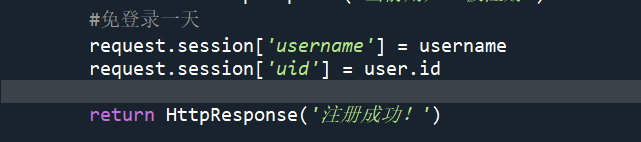 #免登录一天
request.session['username'] = username
request.session['uid'] = user.id
return HttpResponse('注册成功！')